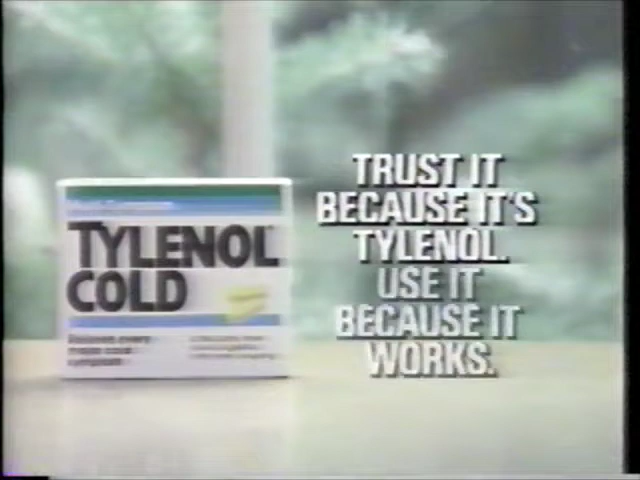 TYLENOL
COLD
TRUST IT
BECAUSE IT'S
TYLENOL.
USE IT
BECAUSE IT
WORKS.